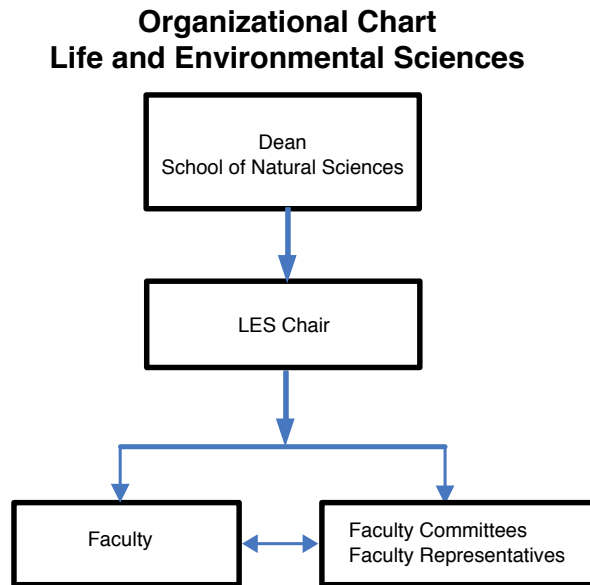 Organizational Chart
Life and Environmental Sciences
Dean
School of Natural Sciences
LES Chair
Faculty
Faculty Committees
Faculty Representatives